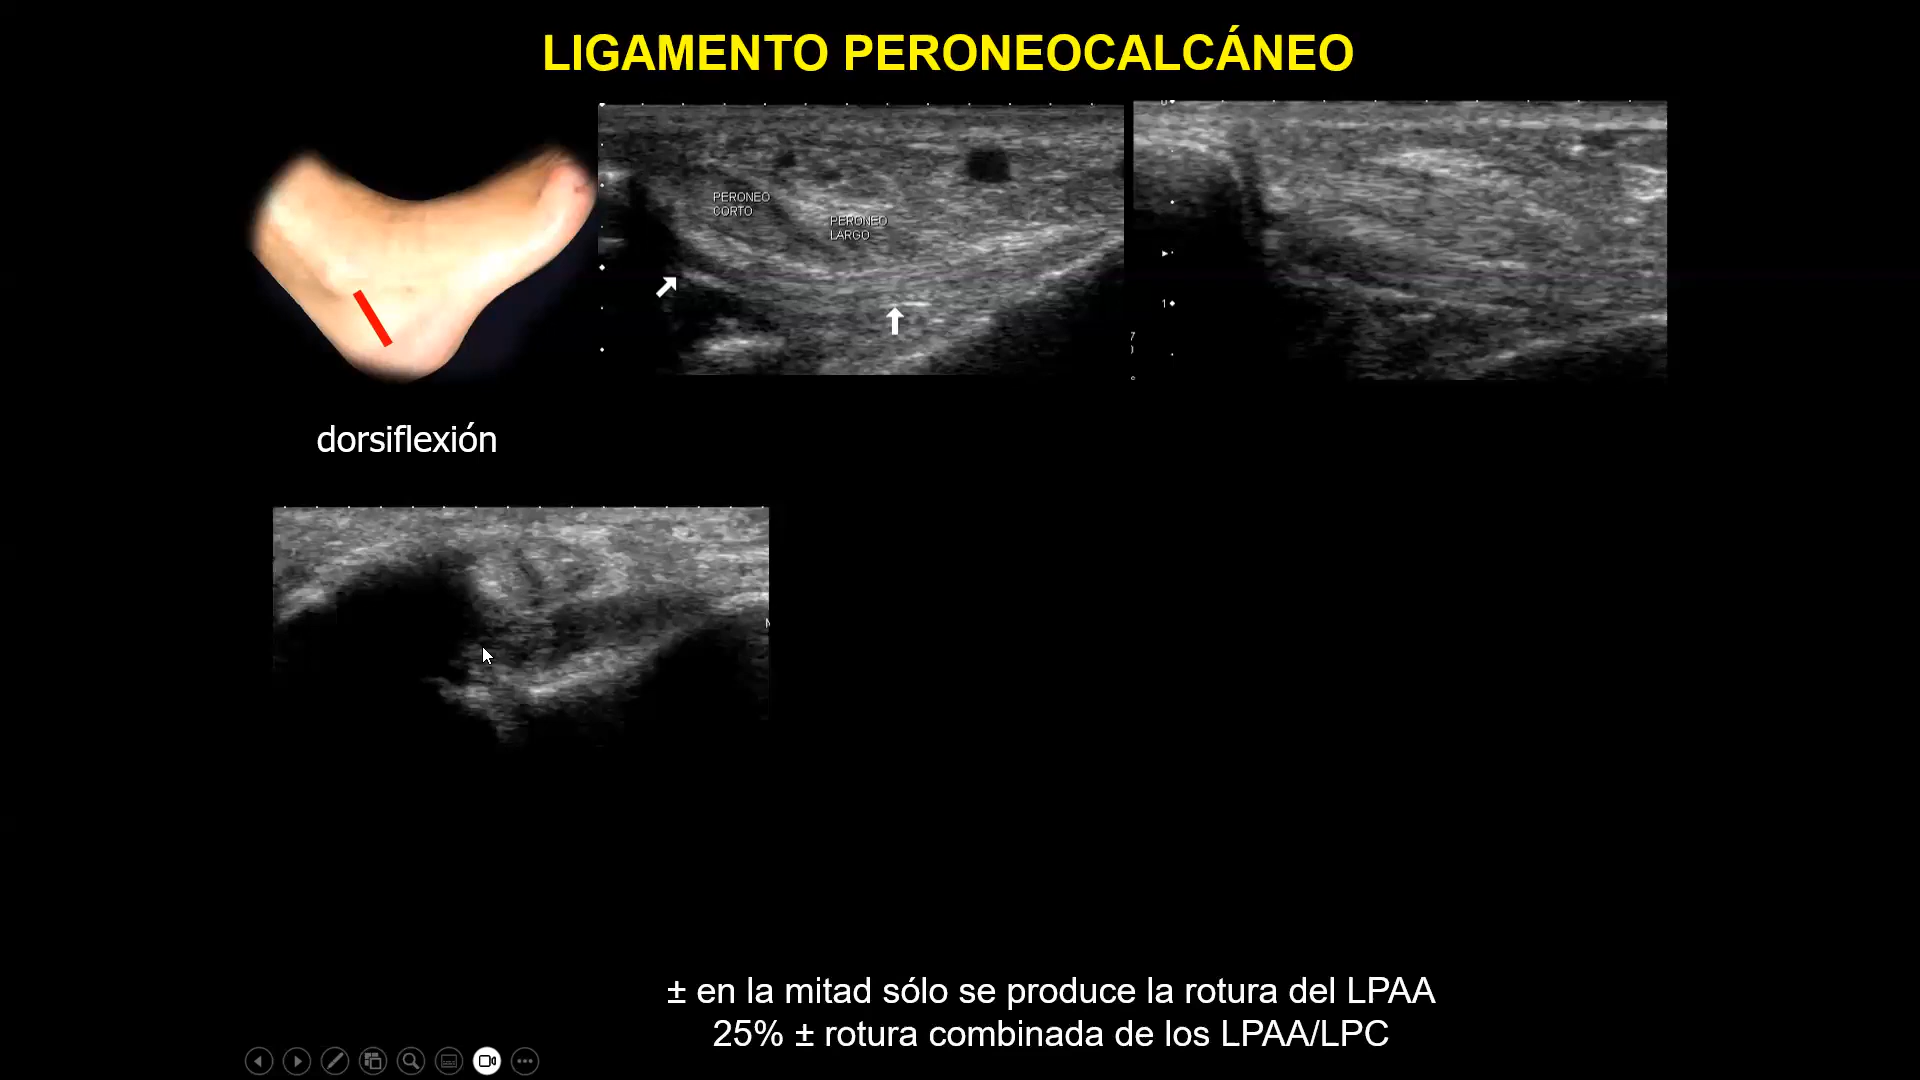 LIGAMENTO PERONEOCALCÁNEO
PERONEO
CORTO
PERONEO
LARGO
dorsiflexión
± en la mitad sólo se produce la rotura del LPAA
25% ± rotura combinada de los LPAA/LPC